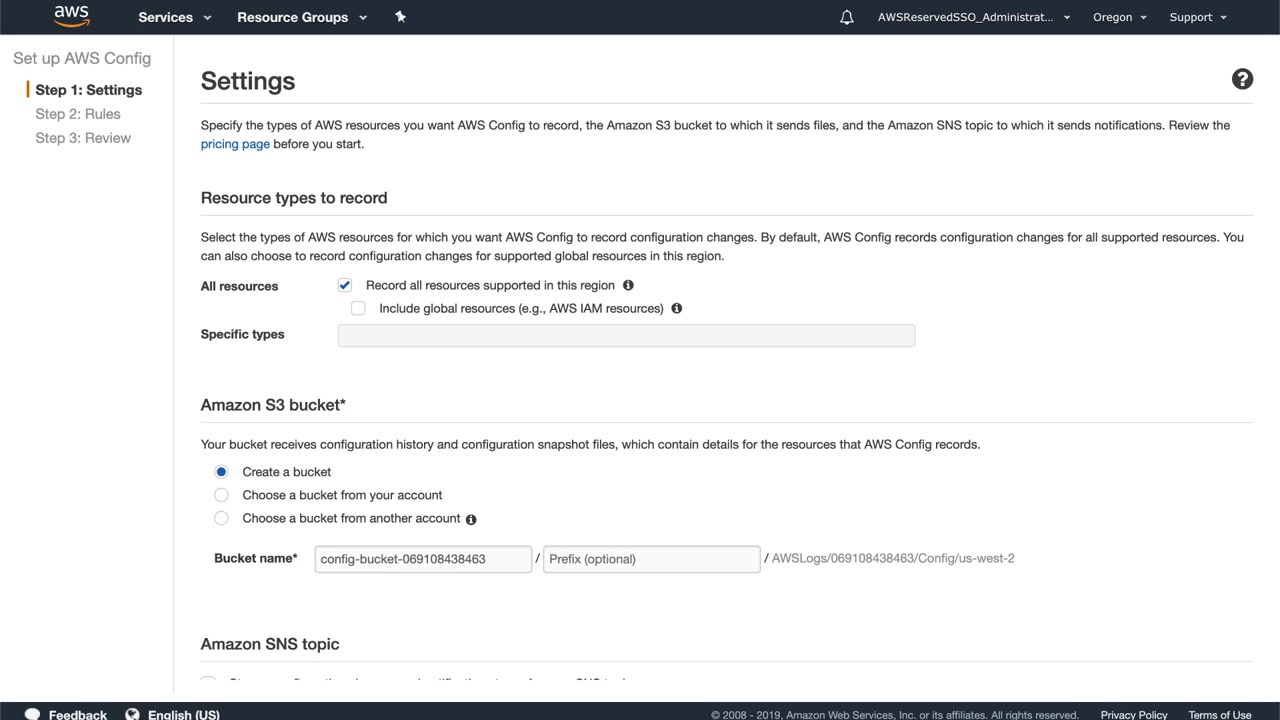 aws Services Resource Groups AWSReservedSSO_Administrat... Oregon Support
Set up AWS Config
Step 1: Settings
Step 2: Rules
Step 3: Review
Settings
Specify the types of AWS resources you want AWS Config to record, the Amazon S3 bucket to which it sends files, and the Amazon SNS topic to which it sends notifications. Review the
pricing page before you start.
Resource types to record
Select the types of AWS resources for which you want AWS Config to record configuration changes. By default, AWS Config records configuration changes for all supported resources. You
can also choose to record configuration changes for supported global resources in this region.
All resources Record all resources supported in this region
Include global resources (e.g., AWS IAM resources)
Specific types
Amazon S3 bucket*
Your bucket receives configuration history and configuration snapshot files, which contain details for the resources that AWS Config records.
Create a bucket
Choose a bucket from your account
Choose a bucket from another account
Bucket name* config-bucket-069108438463 / Prefix (optional) / AWSLogs/069108438463/Config/us-west-2
Amazon SNS topic
Feedback English (US) © 2008 - 2019, Amazon Web Services, Inc. or its affiliates. All rights reserved. Privacy Policy Terms of Use